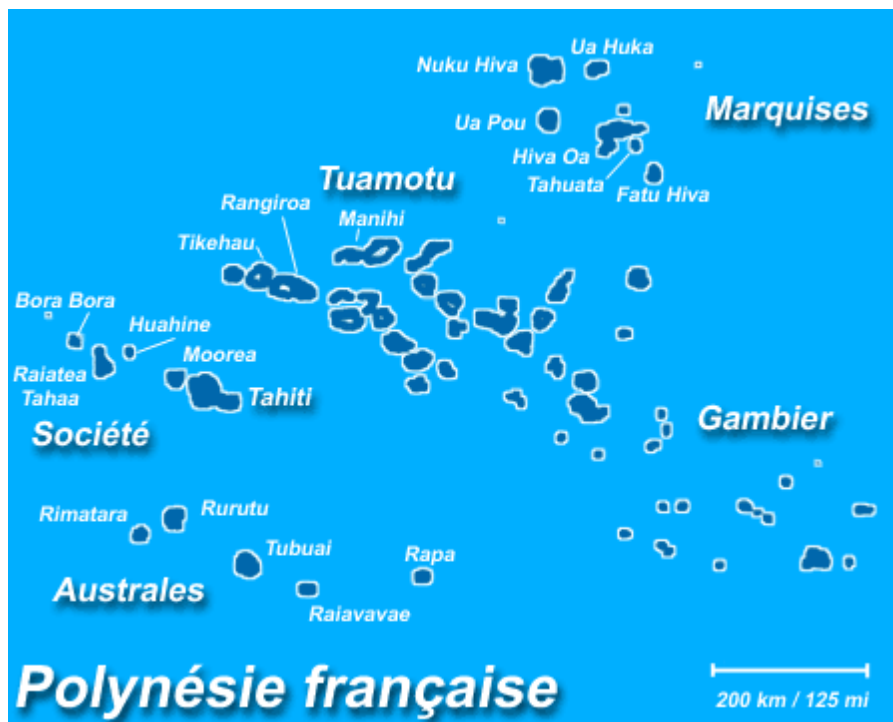 Ua Huka
Nuku Hiva
Marquises
Ua Pou
Hiva Oa
Tahuata
Fatu Hiva
Tuamotu
Rangiroa
Manihi
Tikehau
Bora Bora
Huahine
Moorea
Raiatea
Tahaa
Tahiti
Société
Gambier
Rimatara
Rurutu
Tubuai
Rapa
Australes
Raiavavae
Polynésie française
200 km / 125 mi